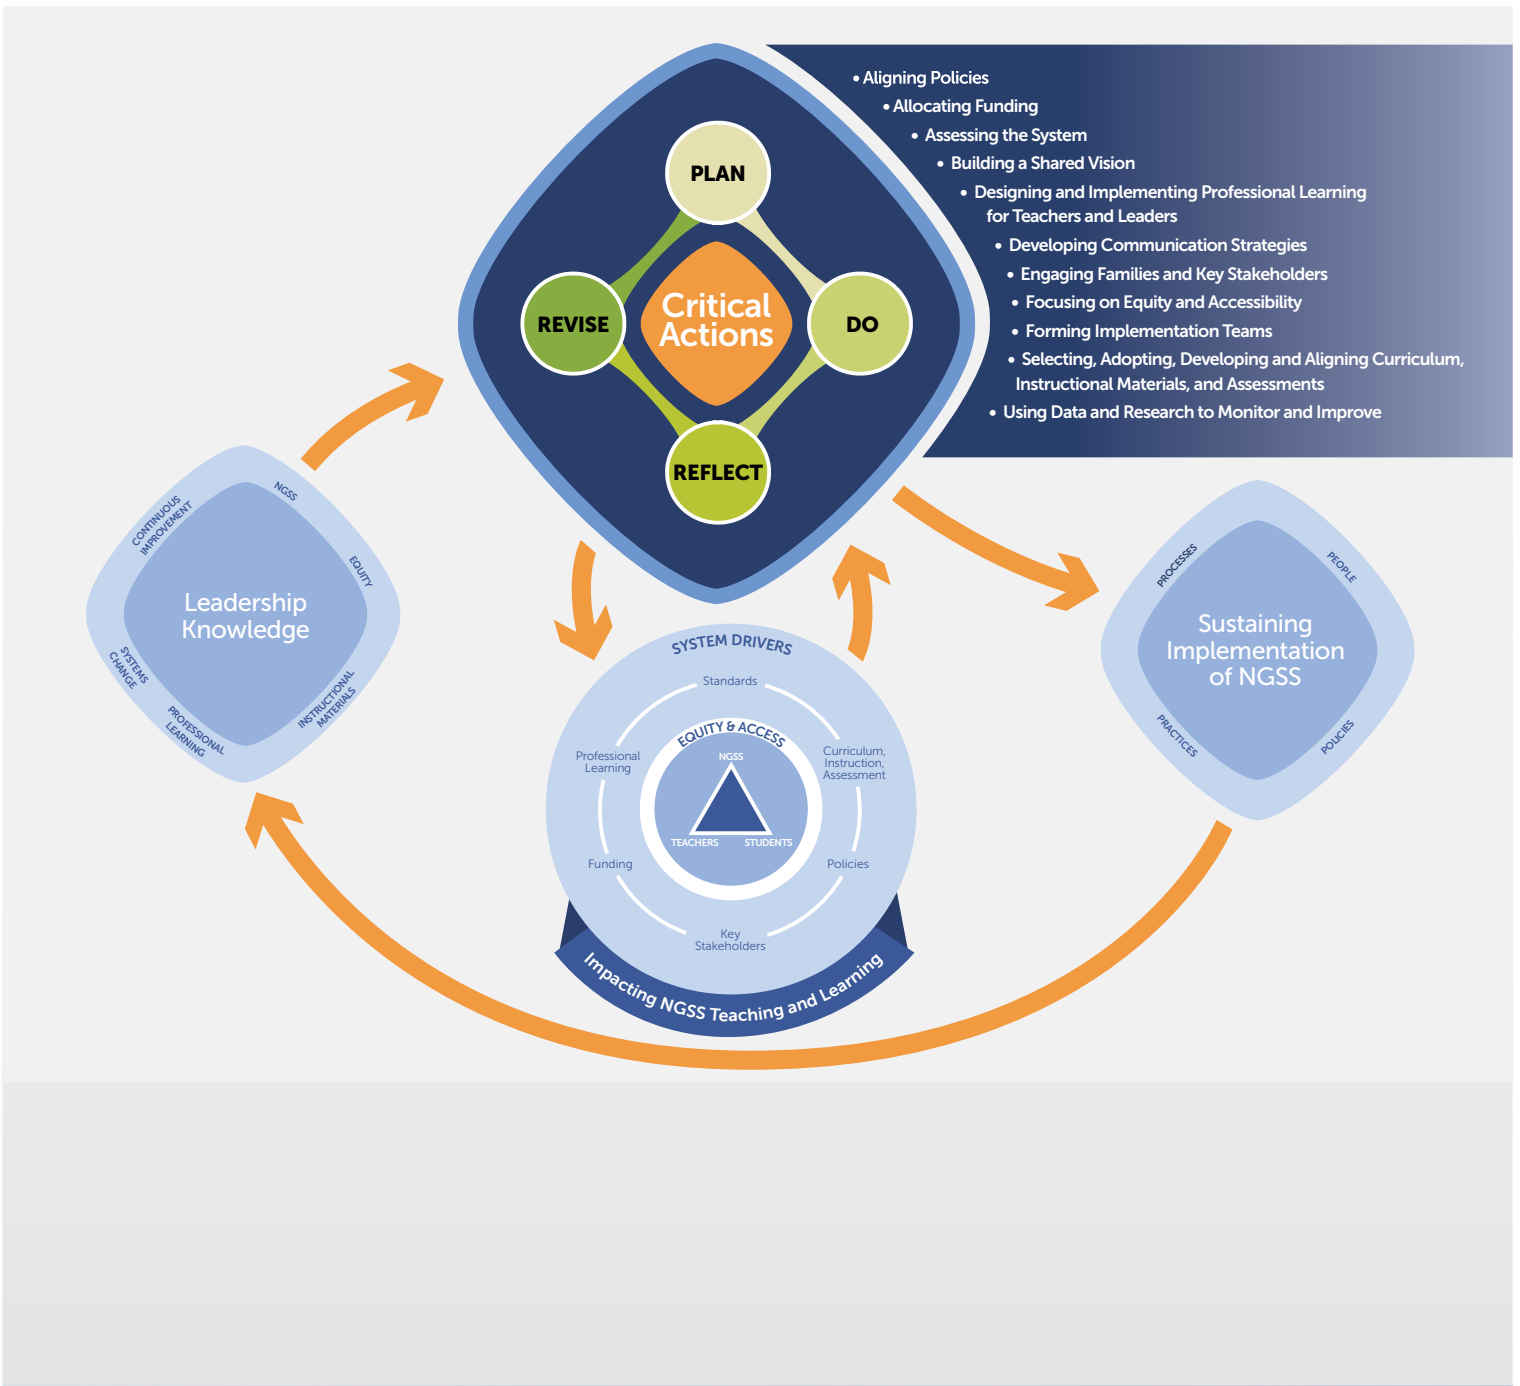 • Aligning Policies
• Allocating Funding
• Assessing the System
• Building a Shared Vision
• Designing and Implementing Professional Learning
for Teachers and Leaders
• Developing Communication Strategies
• Engaging Families and Key Stakeholders
• Focusing on Equity and Accessibility
• Forming Implementation Teams
• Selecting, Adopting, Developing and Aligning Curriculum,
Instructional Materials, and Assessments
• Using Data and Research to Monitor and Improve
PLAN
REVISE
Critical
Actions
DO
REFLECT
CONTINUOUS
IMPROVEMENT
NGSS
EQUITY
Leadership
Knowledge
SYSTEMS
CHANGE
PROFESSIONAL
LEARNING
INSTRUCTIONAL
MATERIALS
PROCESSES
PEOPLE
Sustaining
Implementation
of NGSS
PRACTICES
POLICIES
SYSTEM DRIVERS
Standards
Professional
Learning
EQUITY & ACCESS
Curriculum,
Instruction,
Assessment
NGSS
TEACHERS
STUDENTS
Funding
Policies
Key
Stakeholders
Impacting NGSS Teaching and Learning